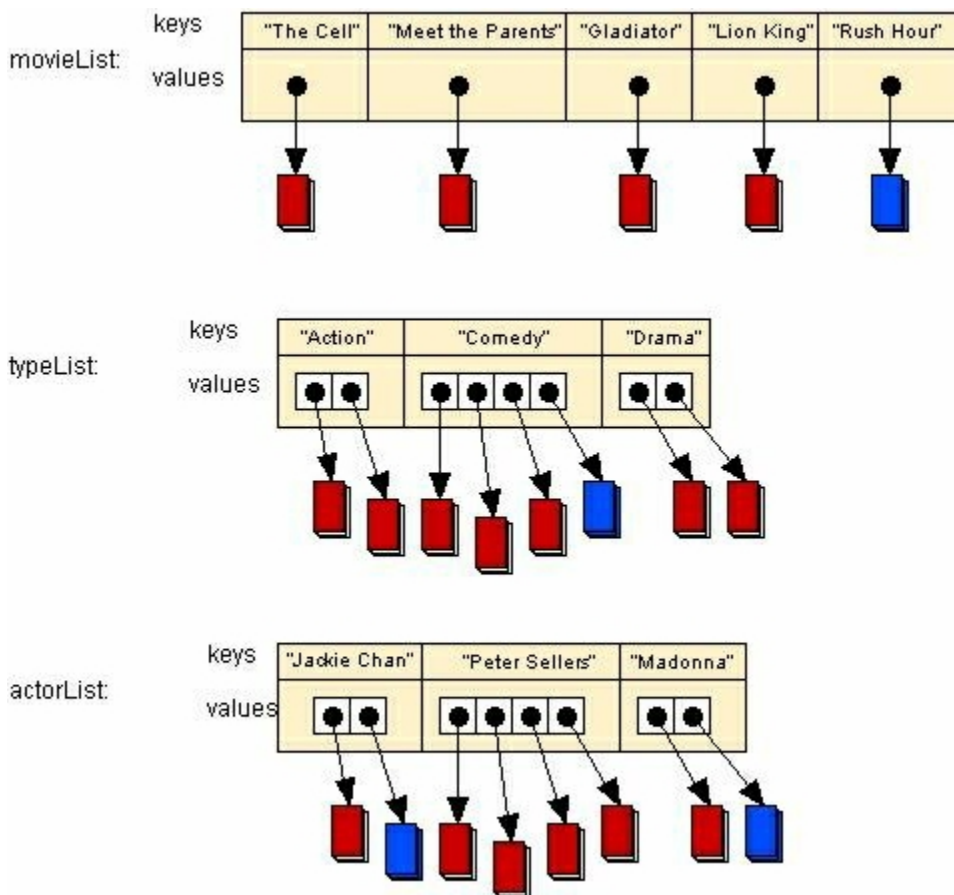 keys "The Cell" "Meet the Parents" "Gladiator" "Lion King" "Rush Hour"
movieList:
values
keys "Action" "Comedy" "Drama"
typeList:
values
keys "Jackie Chan" "Peter Sellers" "Madonna"
actorList:
values